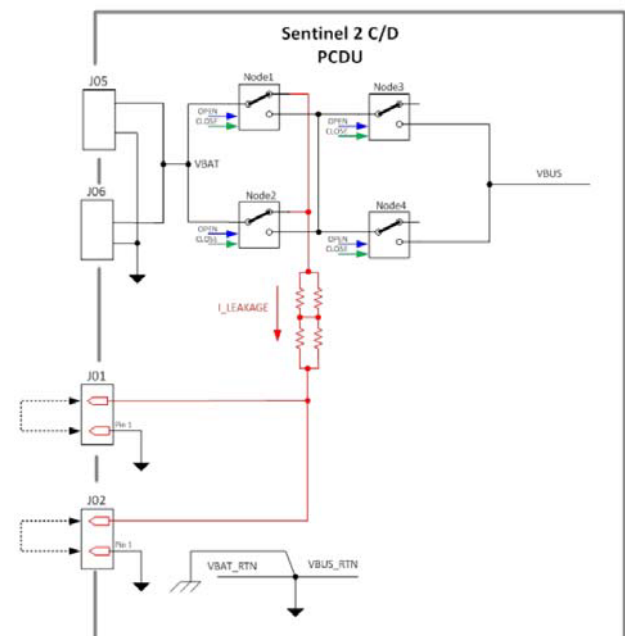 Sentinel 2 C/D
PCDU
J05
Node1
Node3
OPEN
CLOSE
OPEN
CLOSE
VBAT
VBUS
J06
Node2
Node4
OPEN
CLOSE
OPEN
CLOSE
I_LEAKAGE
J01
Pin 1
J02
Pin 1
VBAT_RTN
VBUS_RTN